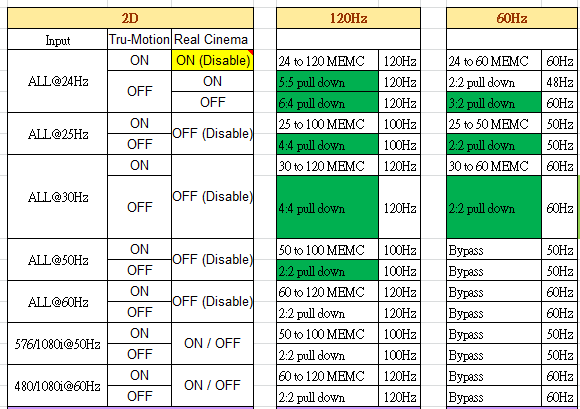 2D 120Hz 60Hz
Input Tru-Motion Real Cinema
ALL@24Hz ON ON (Disable) 24 to 120 MEMC 120Hz 24 to 60 MEMC 60Hz
OFF ON 5:5 pull down 120Hz 2:2 pull down 48Hz
OFF 6:4 pull down 120Hz 3:2 pull down 60Hz
ALL@25Hz ON OFF (Disable) 25 to 100 MEMC 100Hz 25 to 50 MEMC 50Hz
OFF 4:4 pull down 100Hz 2:2 pull down 50Hz
ALL@30Hz ON OFF (Disable) 30 to 120 MEMC 120Hz 30 to 60 MEMC 60Hz
OFF 4:4 pull down 120Hz 2:2 pull down 60Hz
ALL@50Hz ON OFF (Disable) 50 to 100 MEMC 100Hz Bypass 50Hz
OFF 2:2 pull down 100Hz Bypass 50Hz
ALL@60Hz ON OFF (Disable) 60 to 120 MEMC 120Hz Bypass 60Hz
OFF 2:2 pull down 120Hz Bypass 60Hz
576/1080i@50Hz ON ON / OFF 50 to 100 MEMC 100Hz Bypass 50Hz
OFF 2:2 pull down 100Hz Bypass 50Hz
480/1080i@60Hz ON ON / OFF 60 to 120 MEMC 120Hz Bypass 60Hz
OFF 2:2 pull down 120Hz Bypass 60Hz